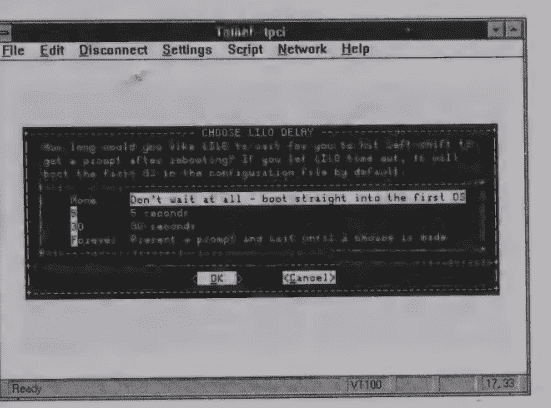 Telnet - tpci
File Edit Disconnect Settings Script Network Help
CHOOSE LILO DELAY
How long would you like LILO to wait for you to hit left-shift to
get a prompt after rebooting? If you let LILO time out, it will
boot the first OS in the configuration file by default.
None Don't wait at all - boot straight into the first OS
5 5 seconds
30 30 seconds
Forever Present a prompt and wait until a choice is made
OK <Cancel>
Ready VT100 17, 33